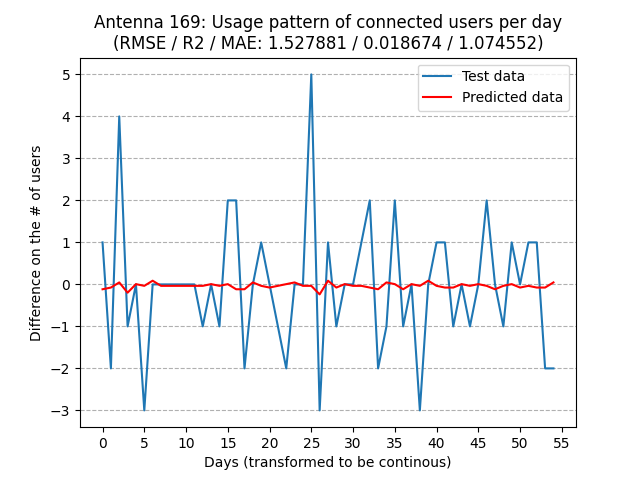 Antenna 169: Usage pattern of connected users per day
(RMSE / R2 / MAE: 1.527881 / 0.018674 / 1.074552)
Test data
Predicted data
Difference on the # of users
5
4
3
2
1
0
−1
−2
−3
0 5 10 15 20 25 30 35 40 45 50 55
Days (transformed to be continous)